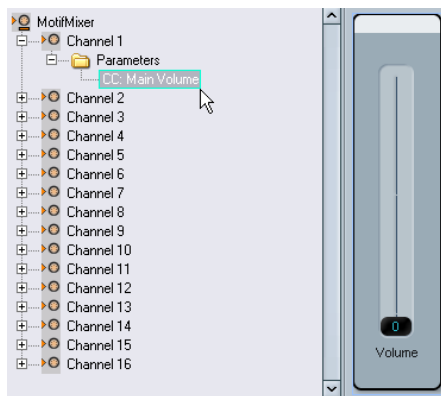 MotifMixer
Channel 1
Parameters
CC: Main Volume
Channel 2
Channel 3
Channel 4
Channel 5
Channel 6
Channel 7
Channel 8
Channel 9
Channel 10
Channel 11
Channel 12
Channel 13
Channel 14
Channel 15
Channel 16
0
Volume